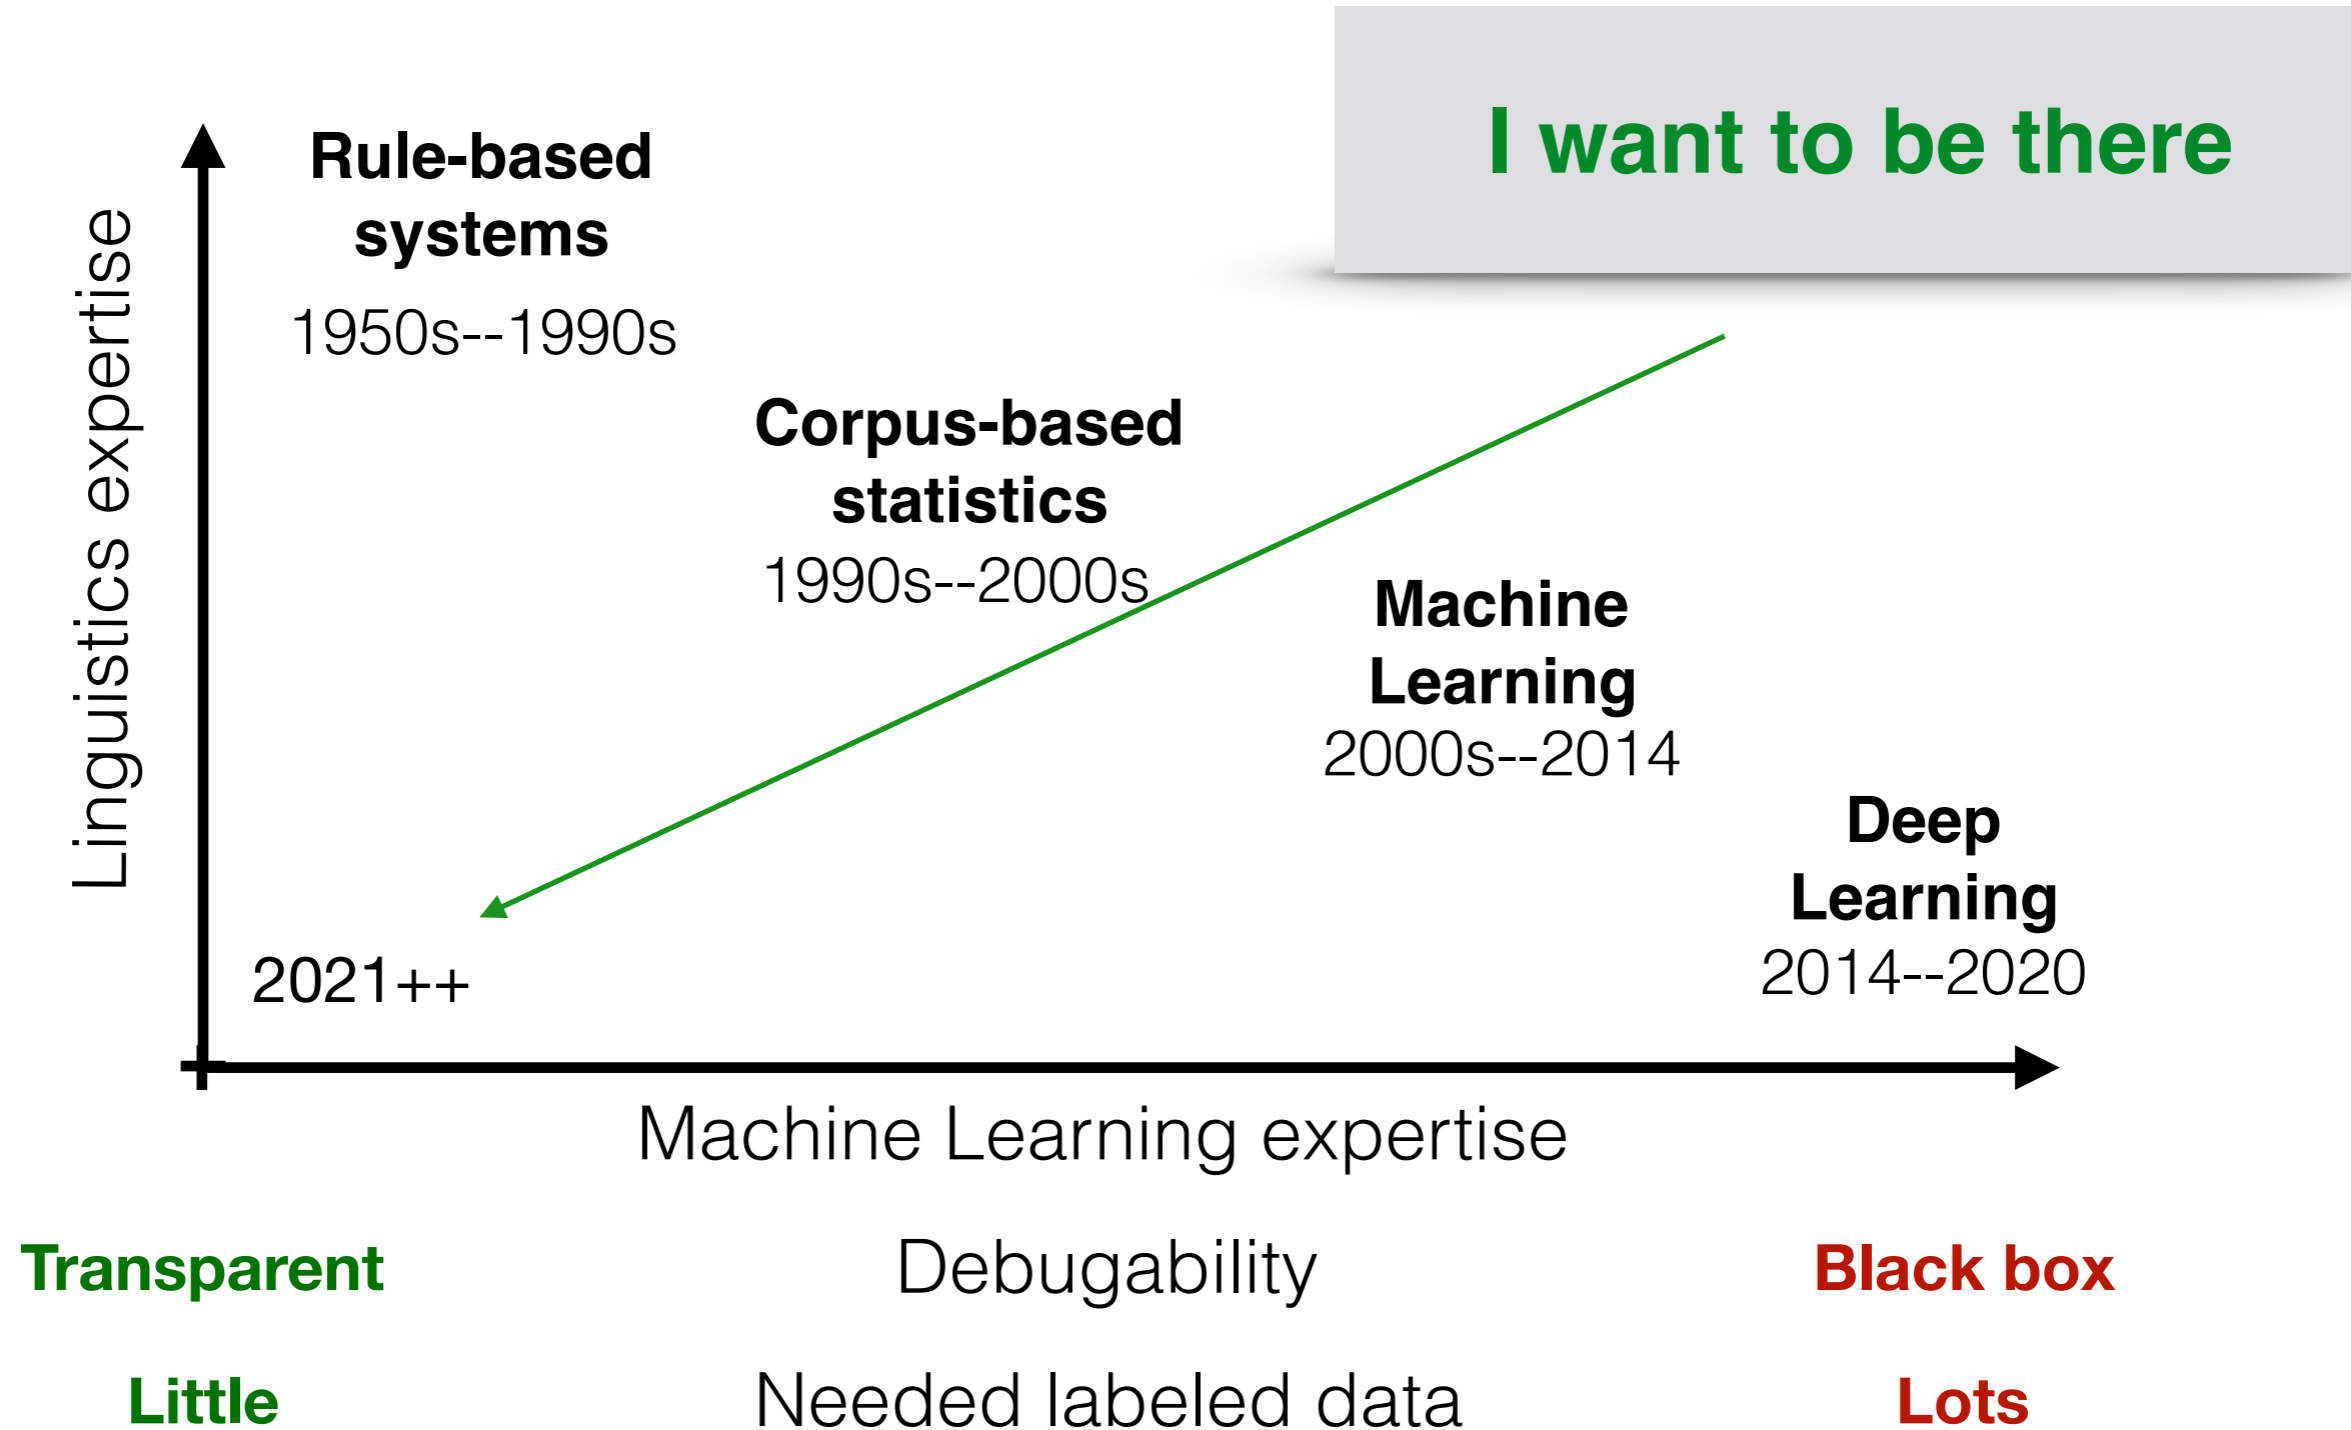 I want to be there
Rule-based
systems
1950s--1990s
Linguistics expertise
Corpus-based
statistics
1990s--2000s
Machine
Learning
2000s--2014
Deep
Learning
2014--2020
2021++
Machine Learning expertise
Transparent Debugability Black box
Little Needed labeled data Lots